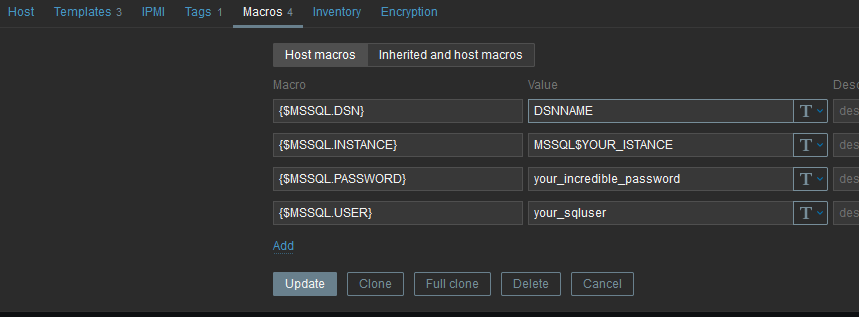 Host Templates 3 IPMI Tags 1 Macros 4 Inventory Encryption
Host macros Inherited and host macros
Macro Value Desc
{$MSSQL.DSN} DSNNAME T des
{$MSSQL.INSTANCE} MSSQL$YOUR_ISTANCE T des
{$MSSQL.PASSWORD} your_incredible_password T des
{$MSSQL.USER} your_sqluser T des
Add
Update Clone Full clone Delete Cancel